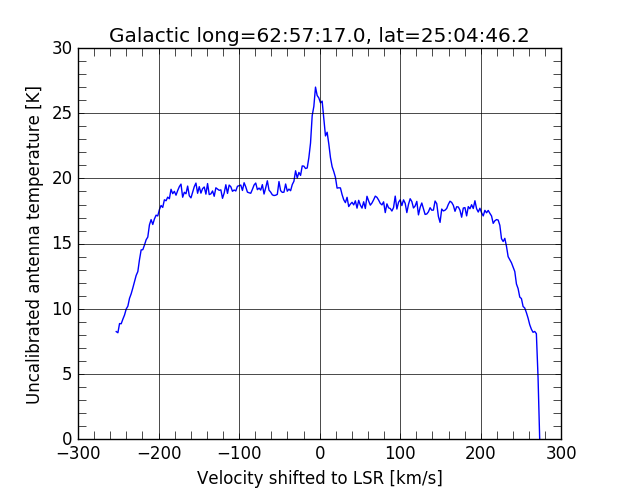 Galactic long=62:57:17.0, lat=25:04:46.2
30
25
20
15
10
5
0
Uncalibrated antenna temperature [K]
−300 −200 −100 0 100 200 300
Velocity shifted to LSR [km/s]